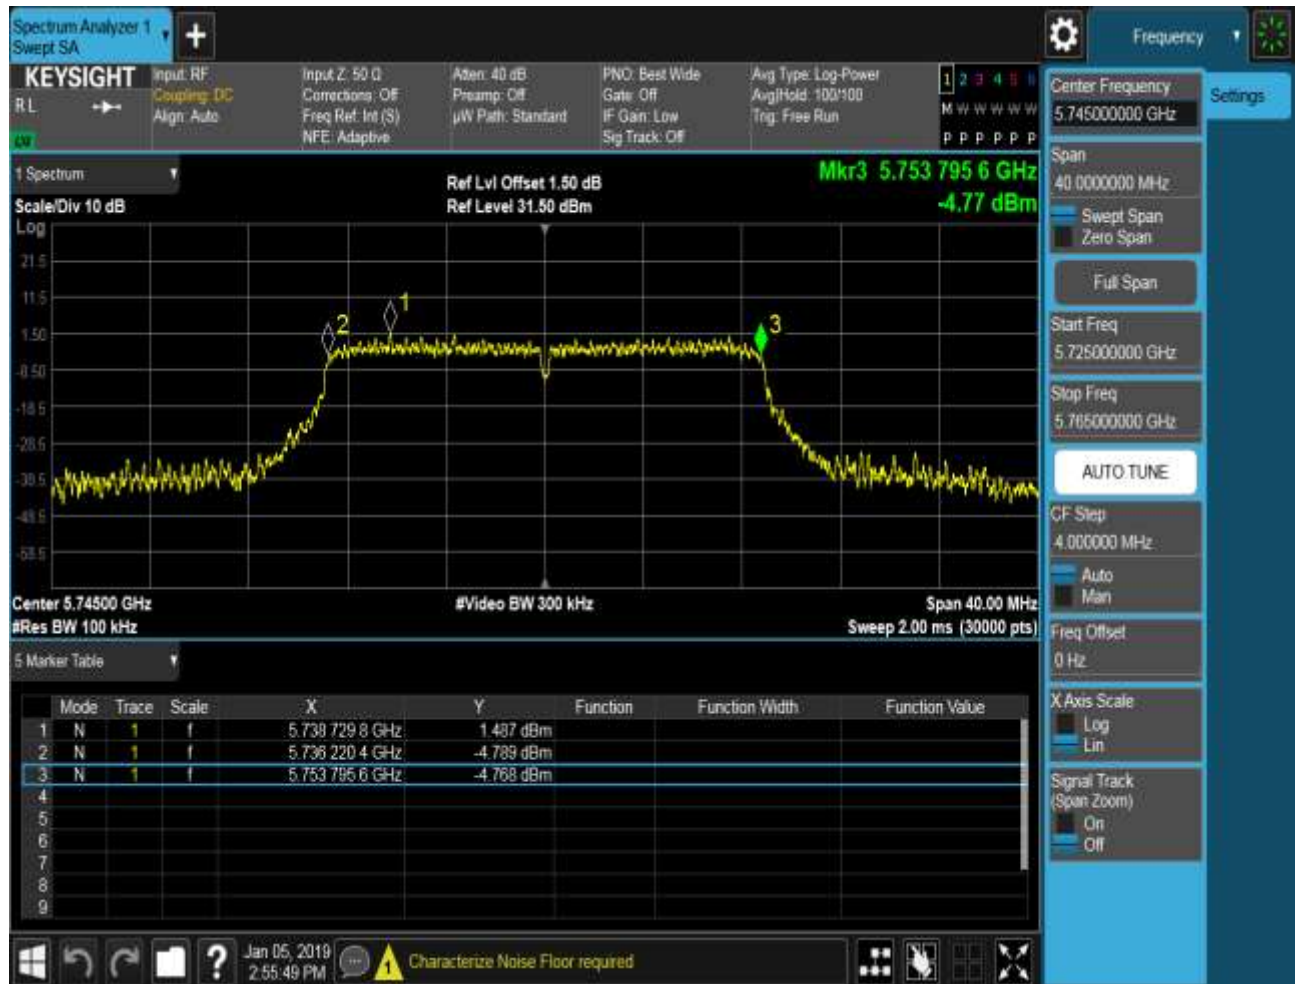 Spectrum Analyzer 1
Swept SA
Frequency
KEYSIGHT
R L
Input: RF
Coupling: DC
Align: Auto
Input Z: 50 Ω
Corrections: Off
Freq Ref: Int (S)
NFE: Adaptive
Atten: 40 dB
Preamp: Off
µW Path: Standard
PNO: Best Wide
Gate: Off
IF Gain: Low
Sig Track: Off
Avg Type: Log-Power
Avg|Hold: 100/100
Trig: Free Run
1 2 3 4 5 6
M W W W W W
P P P P P P
1 Spectrum
Scale/Div 10 dB
Ref Lvl Offset 1.50 dB
Ref Level 31.50 dBm
Mkr3 5.753 795 6 GHz
-4.77 dBm
Log
21.5
11.5
1.50
-8.50
-18.5
-28.5
-38.5
-48.5
-58.5
1
2
3
Center 5.74500 GHz
#Res BW 100 kHz
#Video BW 300 kHz
Span 40.00 MHz
Sweep 2.00 ms (30000 pts)
5 Marker Table
Mode Trace Scale X Y Function Function Width Function Value
1 N 1 f 5.738 729 8 GHz 1.487 dBm
2 N 1 f 5.736 220 4 GHz -4.789 dBm
3 N 1 f 5.753 795 6 GHz -4.768 dBm
4
5
6
7
8
9
Settings
Center Frequency
5.745000000 GHz
Span
40.0000000 MHz
Swept Span
Zero Span
Full Span
Start Freq
5.725000000 GHz
Stop Freq
5.765000000 GHz
AUTO TUNE
CF Step
4.000000 MHz
Auto
Man
Freq Offset
0 Hz
X Axis Scale
Log
Lin
Signal Track
(Span Zoom)
On
Off
?
Jan 05, 2019
2:55:49 PM
1
Characterize Noise Floor required